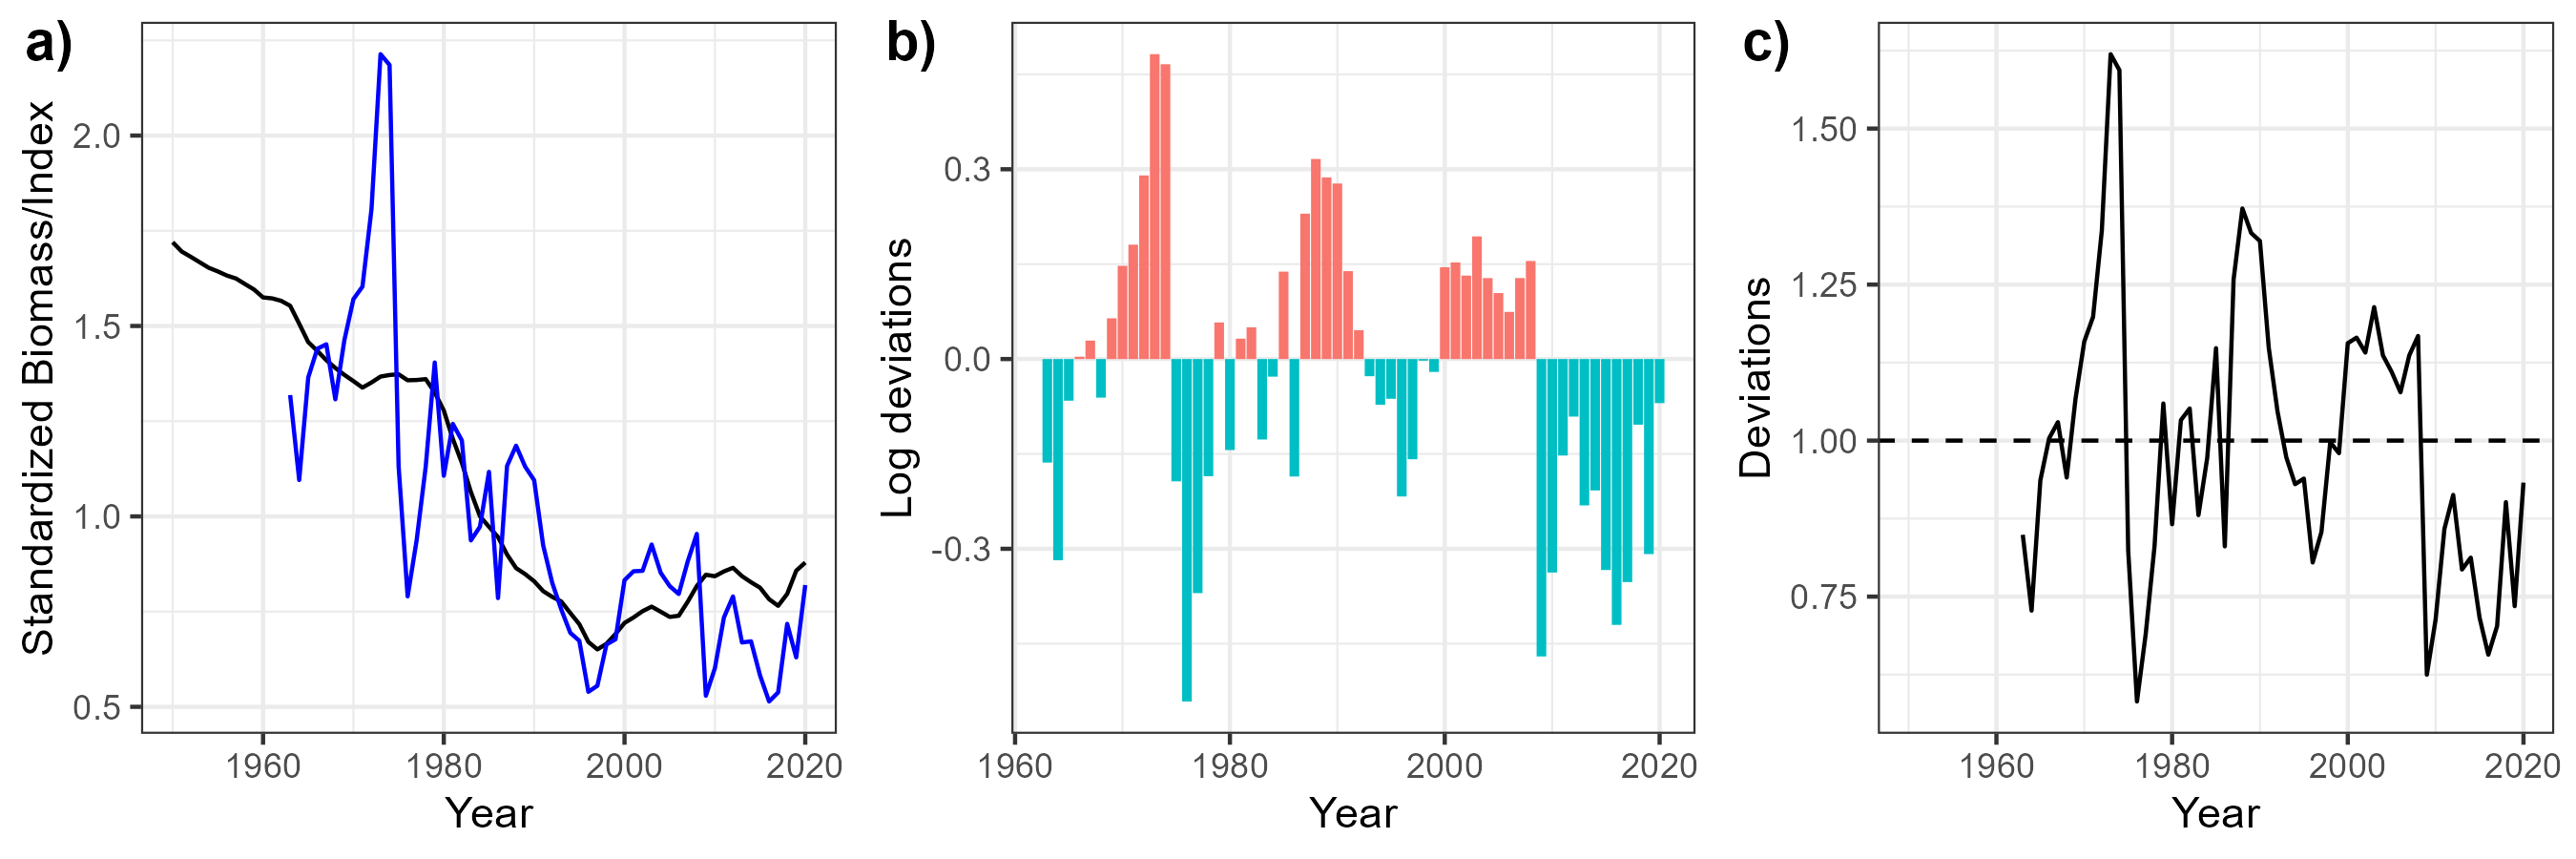 a)
Standardized Biomass/Index
2.0
1.5
1.0
0.5
1960 1980 2000 2020
Year
b)
Log deviations
0.3
0.0
-0.3
1960 1980 2000 2020
Year
c)
Deviations
1.50
1.25
1.00
0.75
1960 1980 2000 2020
Year